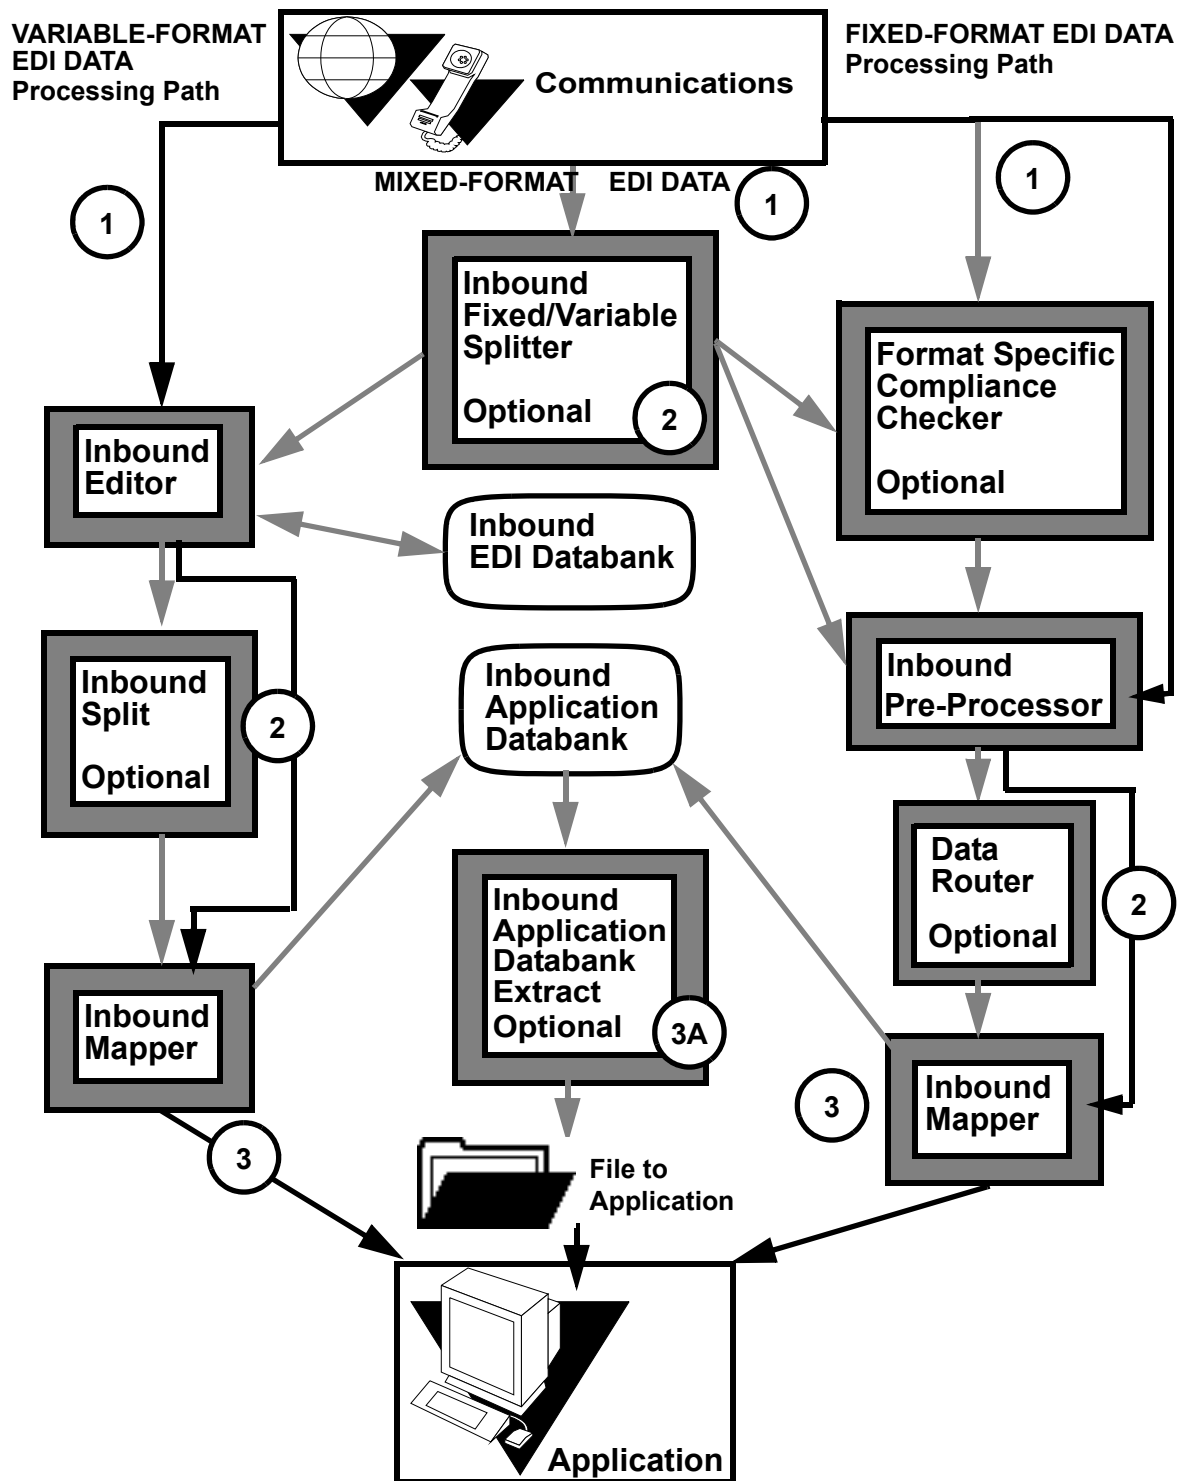 VARIABLE-FORMAT
EDI DATA
Processing Path
Communications
FIXED-FORMAT EDI DATA
Processing Path
MIXED-FORMAT EDI DATA
1
1
1
Inbound
Fixed/Variable
Splitter
Optional
2
Format Specific
Compliance
Checker
Optional
Inbound
Editor
Inbound
EDI Databank
Inbound
Split
Optional
2
Inbound
Application
Databank
Inbound
Pre-Processor
Data
Router
Optional
2
Inbound
Application
Databank
Extract
Optional
3A
Inbound
Mapper
3
Inbound
Mapper
3
File to
Application
Application